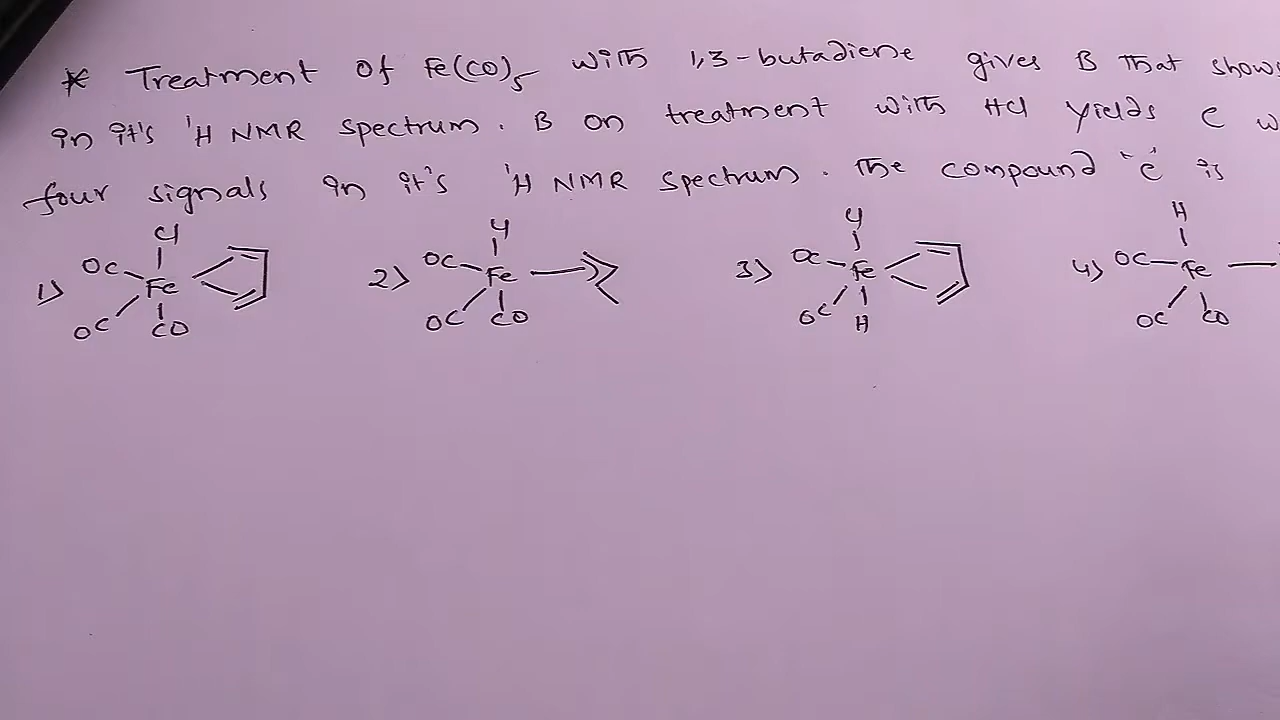 * Treatment of Fe(CO)5 with 1,3-butadiene gives B that shows
in it's 'H NMR spectrum. B on treatment with HCl yields C w
four signals in it's 'H NMR spectrum. The compound "C" is
1) Cl OC Fe OC CO
2) Cl OC Fe OC CO
3) Cl OC Fe OC H
4) H OC Fe OC CO